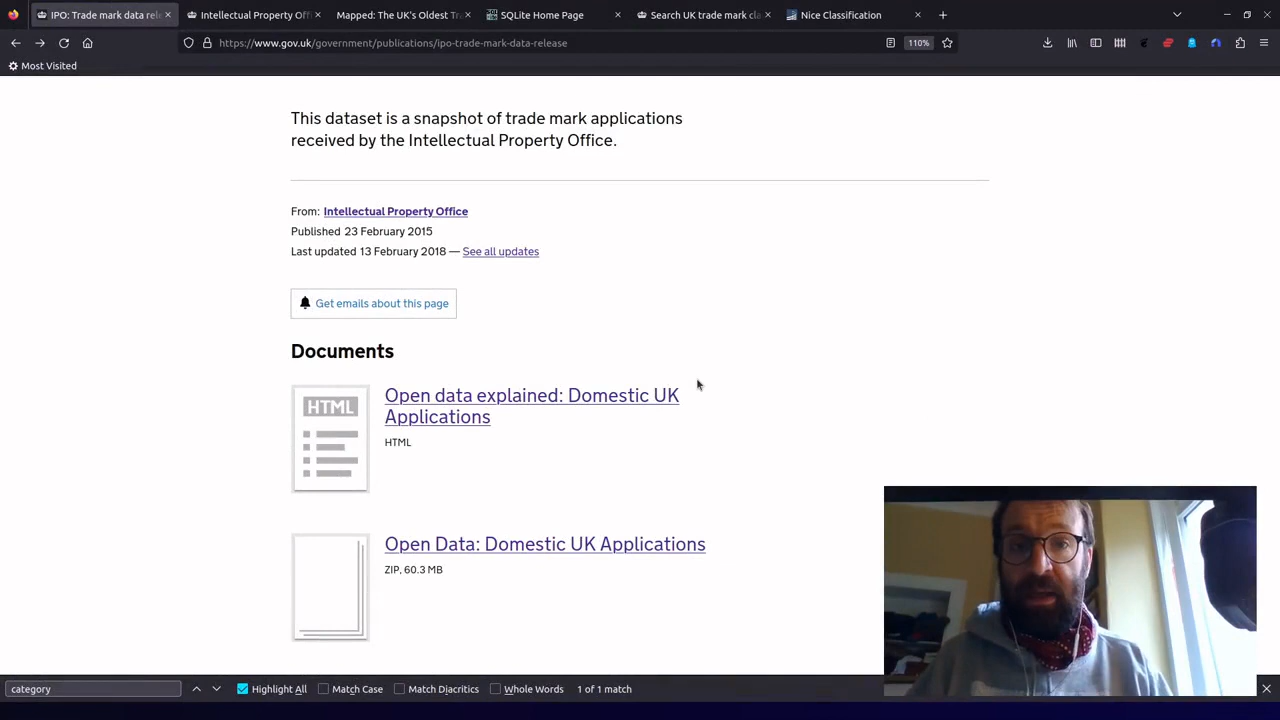 IPO: Trade mark data rel
Intellectual Property Off
Mapped: The UK's Oldest Tr
SQLite Home Page
Search UK trade mark cl
Nice Classification
https://www.gov.uk/government/publications/ipo-trade-mark-data-release
110%
Most Visited
This dataset is a snapshot of trade mark applications
received by the Intellectual Property Office.
From: Intellectual Property Office
Published 23 February 2015
Last updated 13 February 2018 — See all updates
Get emails about this page
Documents
HTML
Open data explained: Domestic UK
Applications
HTML
Open Data: Domestic UK Applications
ZIP, 60.3 MB
category
Highlight All
Match Case
Match Diacritics
Whole Words
1 of 1 match